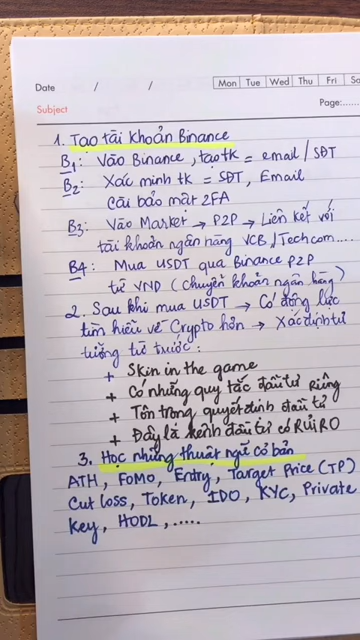 Date / /
Mon Tue Wed Thu Fri Sa
Subject
Page:....
1. Tạo tài khoản Binance
B1: Vào Binance, tạo tk = email / SĐT
B2: Xác minh tk = SĐT, Email
Cài bảo mật 2FA
B3: Vào Market → P2P → Liên kết với
tài khoản ngân hàng VCB, Techcom....
B4: Mua USDT qua Binance P2P
từ VND (chuyển khoản ngân hàng)
2. Sau khi mua USDT → Có động lực
tìm hiểu về Crypto hơn → Xác định tư
tưởng từ trước:
+ Skin in the game
+ Có những quy tắc đầu tư riêng
+ Tôn trọng quyết định đầu tư
+ Đây là kênh đầu tư có RỦI RO
3. Học những thuật ngữ cơ bản
ATH, FOMO, Entry, Target Price (TP)
Cut loss, Token, IDO, KYC, Private
key, HODL, .....